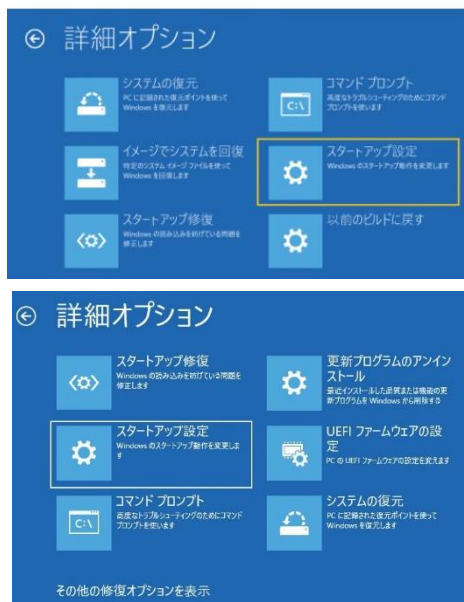 詳細オプション
システムの復元
PC に記録された復元ポイントを使って
Windows を復元します
コマンド プロンプト
高度なトラブルシューティングのためにコマンド
プロンプトを使います
C:\
イメージでシステムを回復
特定のシステム イメージ ファイルを使って
Windows を回復します
スタートアップ設定
Windows のスタートアップ動作を変更します
スタートアップ修復
Windows の読み込みを妨げている問題を
修正します
以前のビルドに戻す
詳細オプション
スタートアップ修復
Windows の読み込みを妨げている問題を
修正します
更新プログラムのアンイン
ストール
最近インストールした品質または機能の更
新プログラムを Windows から削除する
スタートアップ設定
Windows のスタートアップ動作を変更しま
す
UEFI ファームウェアの設
定
PC の UEFI ファームウェアの設定を変えます
コマンド プロンプト
高度なトラブルシューティングのためにコマンド
プロンプトを使います
C:\
システムの復元
PC に記録された復元ポイントを使って
Windows を復元します
その他の修復オプションを表示